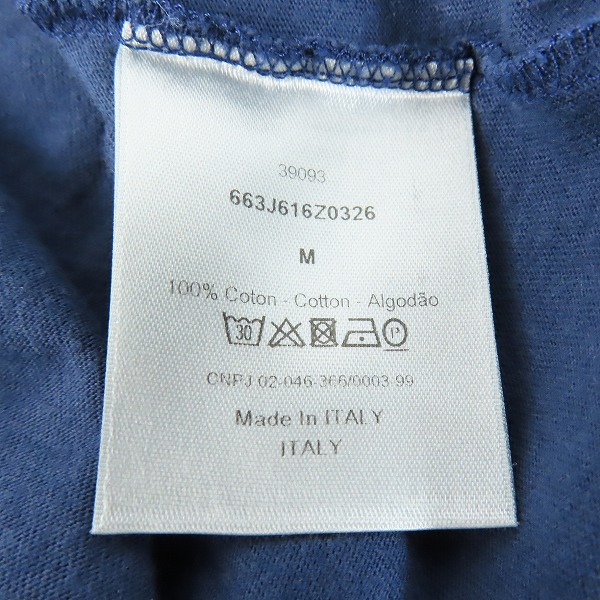 39093
663J616Z0326
M
100% Coton - Cotton - Algodão
30 P
CNPJ 02-046-366/0003-99
Made In ITALY
ITALY